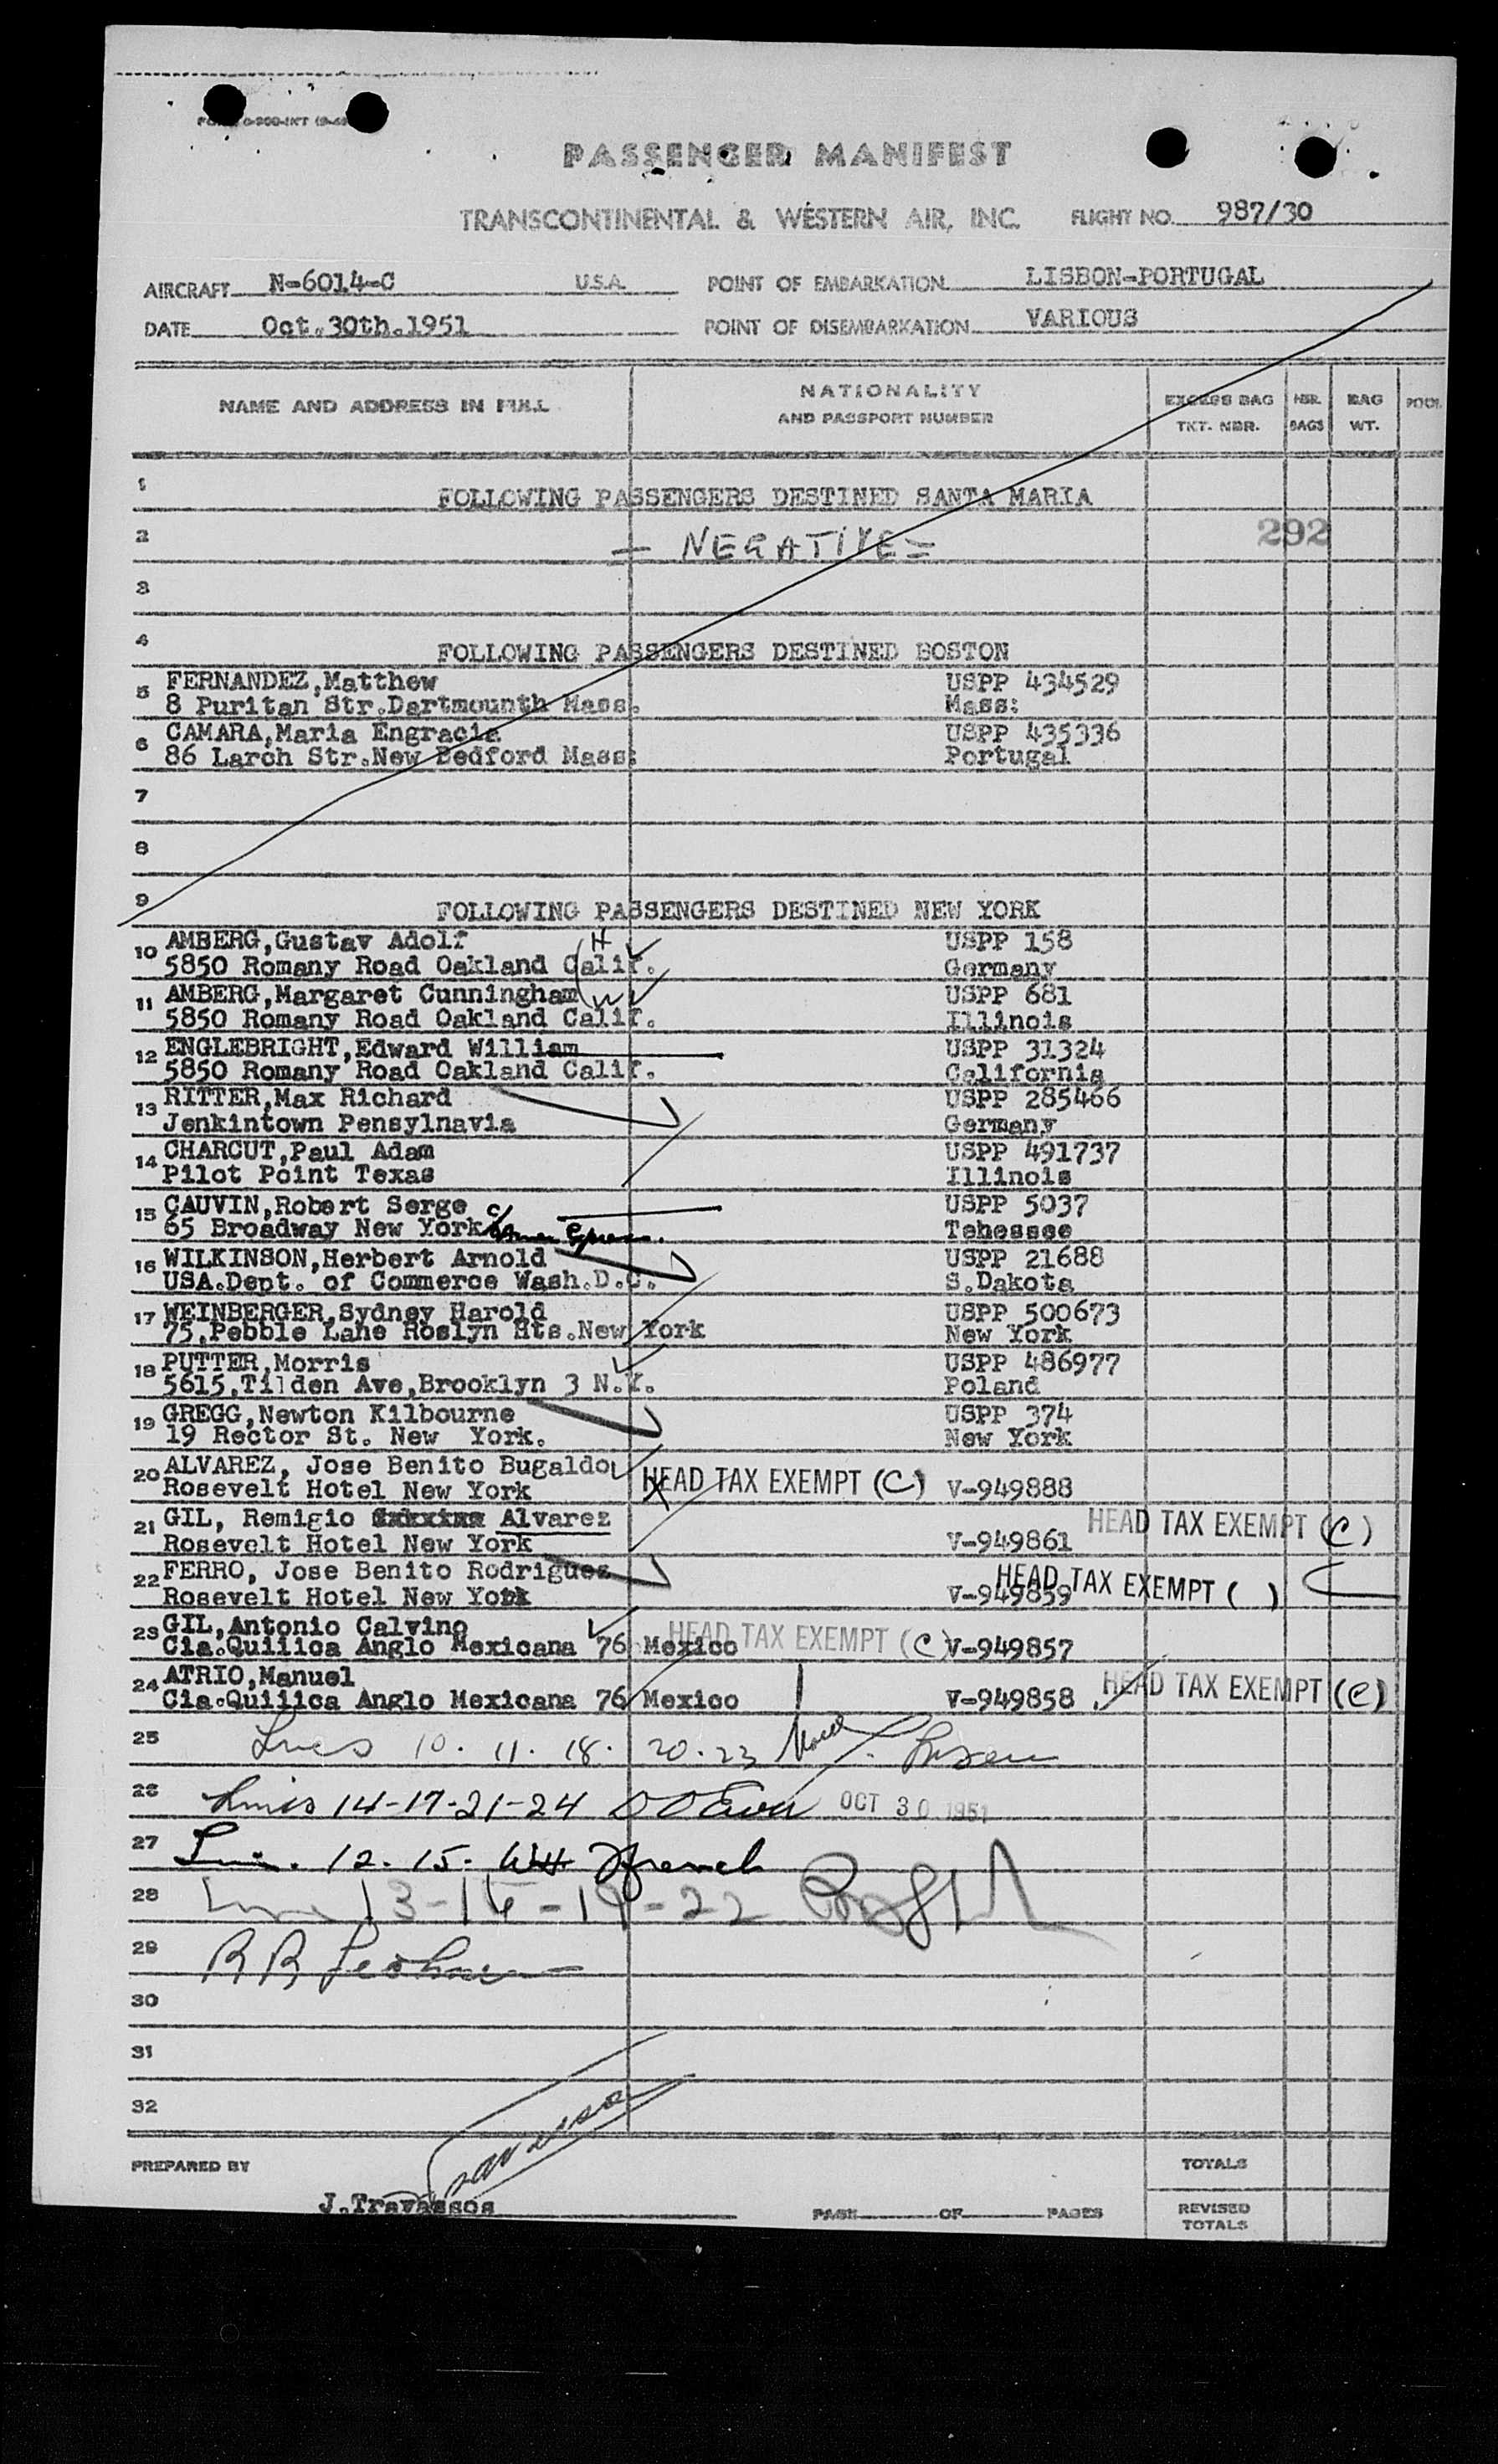 PASSENGER MANIFEST
TRANSCONTINENTAL & WESTERN AIR, INC. FLIGHT NO. 987/30
AIRCRAFT N-6014-C U.S.A. POINT OF EMBARKATION LISBON-PORTUGAL
DATE Oct.30th.1951 POINT OF DISEMBARKATION VARIOUS
NAME AND ADDRESS IN FULL NATIONALITY AND PASSPORT NUMBER EXCESS BAG TKT. NBR. NBR. BAGS BAG WT.
1 FOLLOWING PASSENGERS DESTINED SANTA MARIA
2 — NEGATIVE = 292
3
4 FOLLOWING PASSENGERS DESTINED BOSTON
5 FERNANDEZ,Matthew USPP 434529
8 Puritan Str.Dartmounth Mass. Mass:
6 CAMARA,Maria Engracia USPP 435336
86 Larch Str.New Bedford Mass: Portugal
7
8
9 FOLLOWING PASSENGERS DESTINED NEW YORK
10 AMBERG,Gustav Adolf H USPP 158
5850 Romany Road Oakland Calif. Germany
11 AMBERG,Margaret Cunningham W USPP 681
5850 Romany Road Oakland Calif. Illinois
12 ENGLEBRIGHT,Edward William USPP 31324
5850 Romany Road Oakland Calif. California
13 RITTER,Max Richard USPP 285466
Jenkintown Pensylnavia Germany
14 CHARCUT,Paul Adam USPP 491737
Pilot Point Texas Illinois
15 CAUVIN,Robert Serge USPP 5037
65 Broadway New York c/o Amer Express. Tehessee
16 WILKINSON,Herbert Arnold USPP 21688
USA.Dept. of Commerce Wash.D.C. S.Dakota
17 WEINBERGER,Sydney Harold USPP 500673
75,Pebble Lane Roslyn Hts.New York New York
18 PUTTER,Morris USPP 486977
5615,Tilden Ave,Brooklyn 3 N.Y. Poland
19 GREGG,Newton Kilbourne USPP 374
19 Rector St. New York. New York
20 ALVAREZ, Jose Benito Bugaldo HEAD TAX EXEMPT (C)
Rosevelt Hotel New York V-949888
21 GIL, Remigio Alvarez HEAD TAX EXEMPT (C)
Rosevelt Hotel New York V-949861
22 FERRO, Jose Benito Rodriguez HEAD TAX EXEMPT ( )
Rosevelt Hotel New York V-949859
23 GIL,Antonio Calvino HEAD TAX EXEMPT (C)
Cia.Quilica Anglo Mexicana 76 Mexico V-949857
24 ATRIO,Manuel HEAD TAX EXEMPT (C)
Cia.Quiiica Anglo Mexicana 76 Mexico V-949858
25 Lines 10. 11. 18. 20. 23
26 Lines 14-17-21-24 OCT 30 1951
27 12. 15. French
28 13-16-19-22
29 R R
30
31
32
PREPARED BY Travassos TOTALS
J.Travassos PAGE OF PAGES REVISED TOTALS